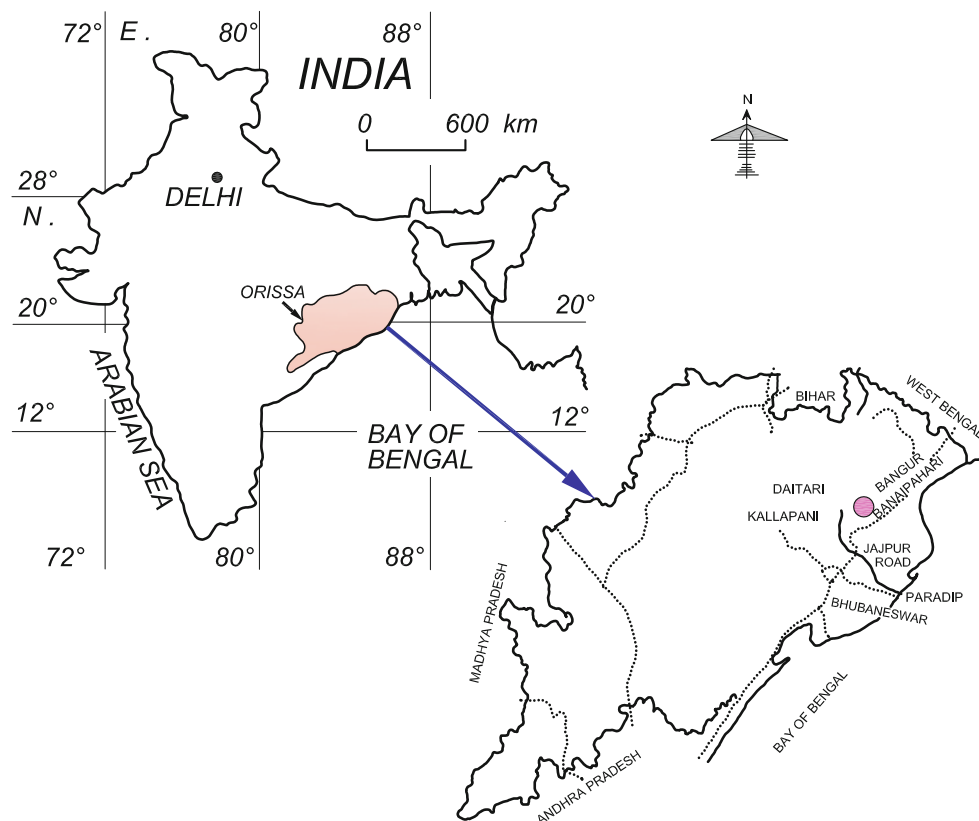 72°
E .
80°
88°
INDIA
0 600 km
N
28°
DELHI
N .
ORISSA
20°
20°
ARABIAN SEA
12°
BAY OF
BENGAL
12°
72°
80°
88°
BIHAR
WEST BENGAL
BANGUR
BANAIPAHARI
DAITARI
KALLAPANI
JAJPUR
ROAD
PARADIP
BHUBANESWAR
MADHYA PRADESH
BAY OF BENGAL
ANDHRA PRADESH